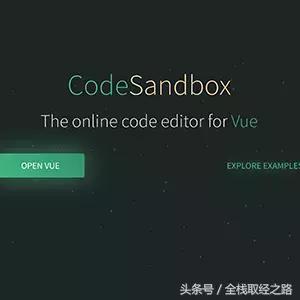 CodeSandbox
The online code editor for Vue
OPEN VUE
EXPLORE EXAMPLES
头条号 / 全栈取经之路